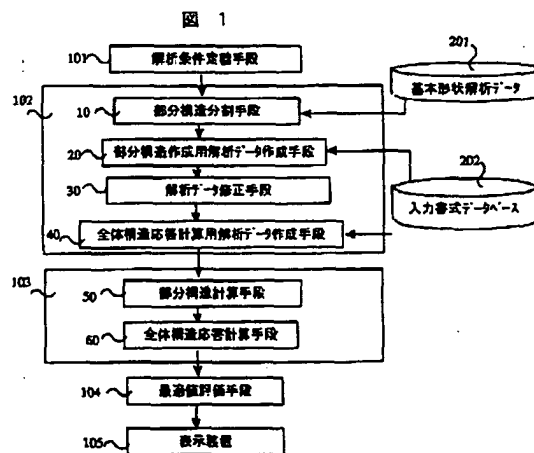 図 1
101
解析条件定義手段
201
基本形状解析データ
102
10
部分構造分割手段
20
部分構造作成用解析データ作成手段
202
入力書式データベース
30
解析データ修正手段
40
全体構造応答計算用解析データ作成手段
103
50
部分構造計算手段
60
全体構造応答計算手段
104
最適値評価手段
105
表示装置